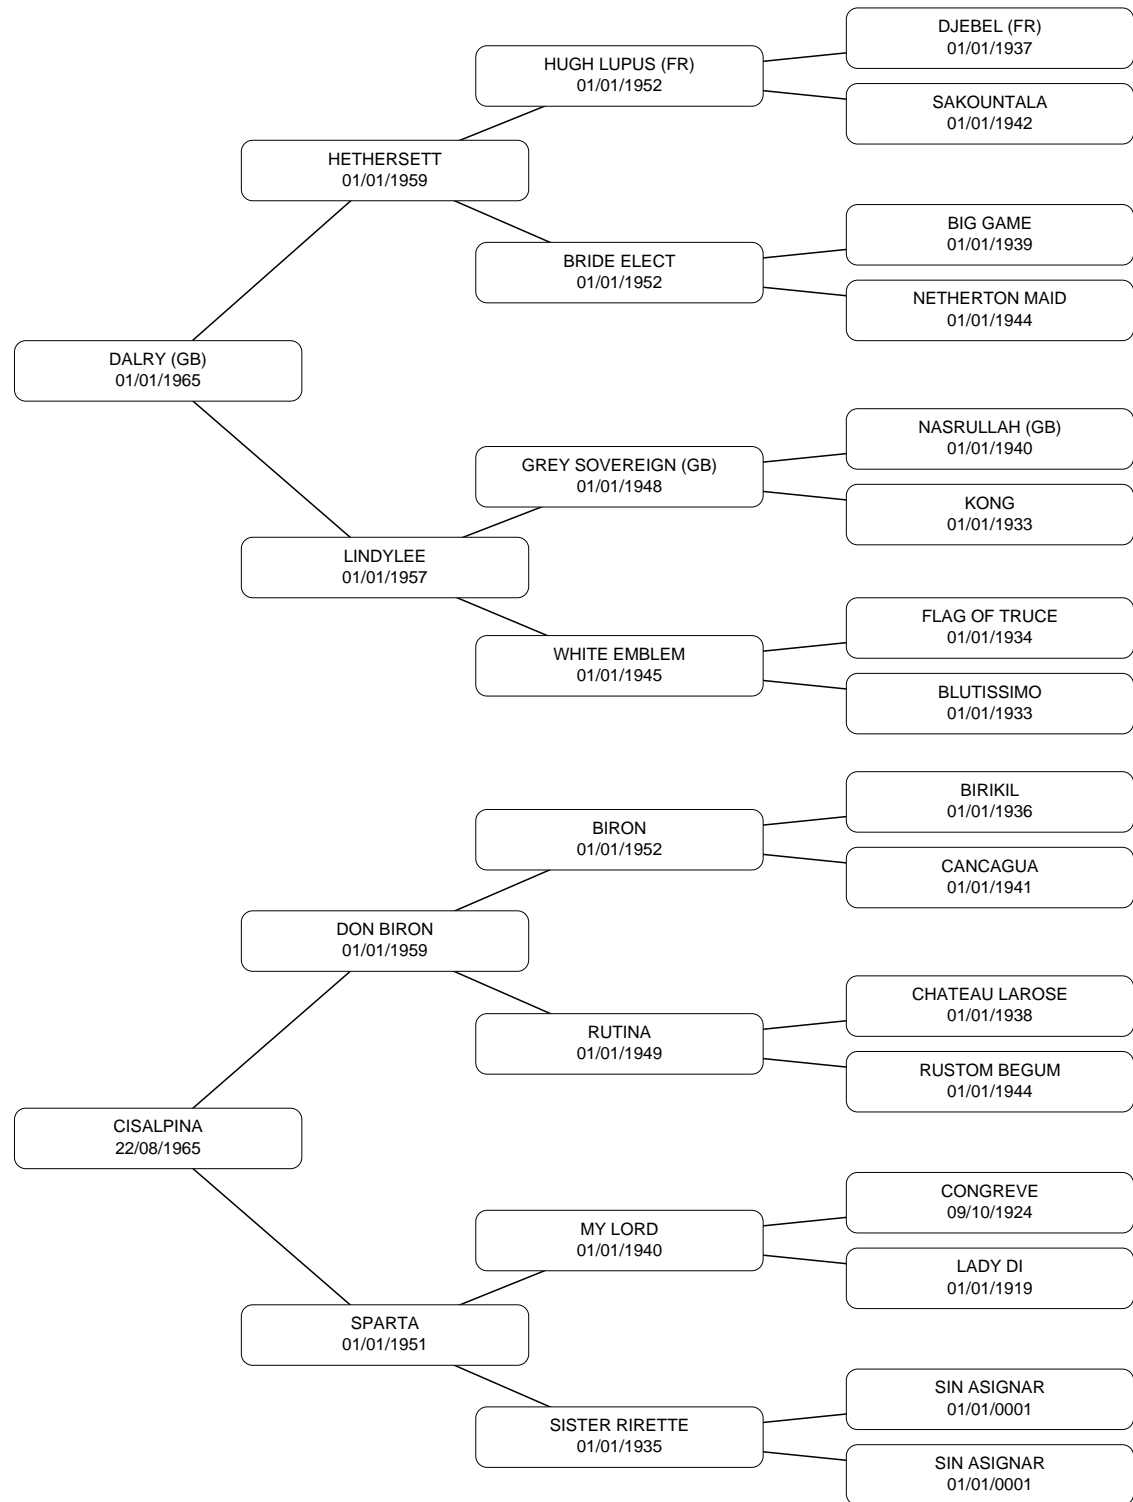 DJEBEL (FR)
01/01/1937
HUGH LUPUS (FR)
01/01/1952
SAKOUNTALA
01/01/1942
HETHERSETT
01/01/1959
BIG GAME
01/01/1939
BRIDE ELECT
01/01/1952
NETHERTON MAID
01/01/1944
DALRY (GB)
01/01/1965
NASRULLAH (GB)
01/01/1940
GREY SOVEREIGN (GB)
01/01/1948
KONG
01/01/1933
LINDYLEE
01/01/1957
FLAG OF TRUCE
01/01/1934
WHITE EMBLEM
01/01/1945
BLUTISSIMO
01/01/1933
BIRIKIL
01/01/1936
BIRON
01/01/1952
CANCAGUA
01/01/1941
DON BIRON
01/01/1959
CHATEAU LAROSE
01/01/1938
RUTINA
01/01/1949
RUSTOM BEGUM
01/01/1944
CISALPINA
22/08/1965
CONGREVE
09/10/1924
MY LORD
01/01/1940
LADY DI
01/01/1919
SPARTA
01/01/1951
SIN ASIGNAR
01/01/0001
SISTER RIRETTE
01/01/1935
SIN ASIGNAR
01/01/0001